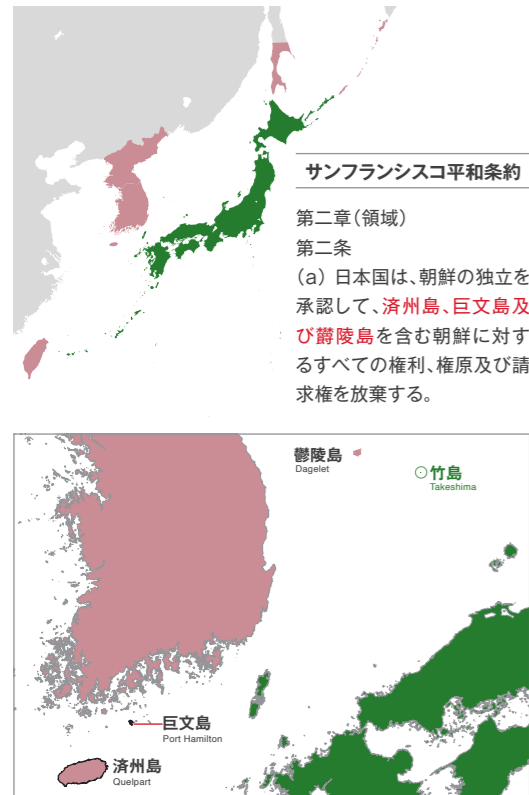 サンフランシスコ平和条約
第二章(領域)
第二条
(a) 日本国は、朝鮮の独立を
承認して、済州島、巨文島及
び欝陵島を含む朝鮮に対す
るすべての権利、権原及び請
求権を放棄する。
鬱陵島
Dagelet
竹島
Takeshima
巨文島
Port Hamilton
済州島
Quelpart